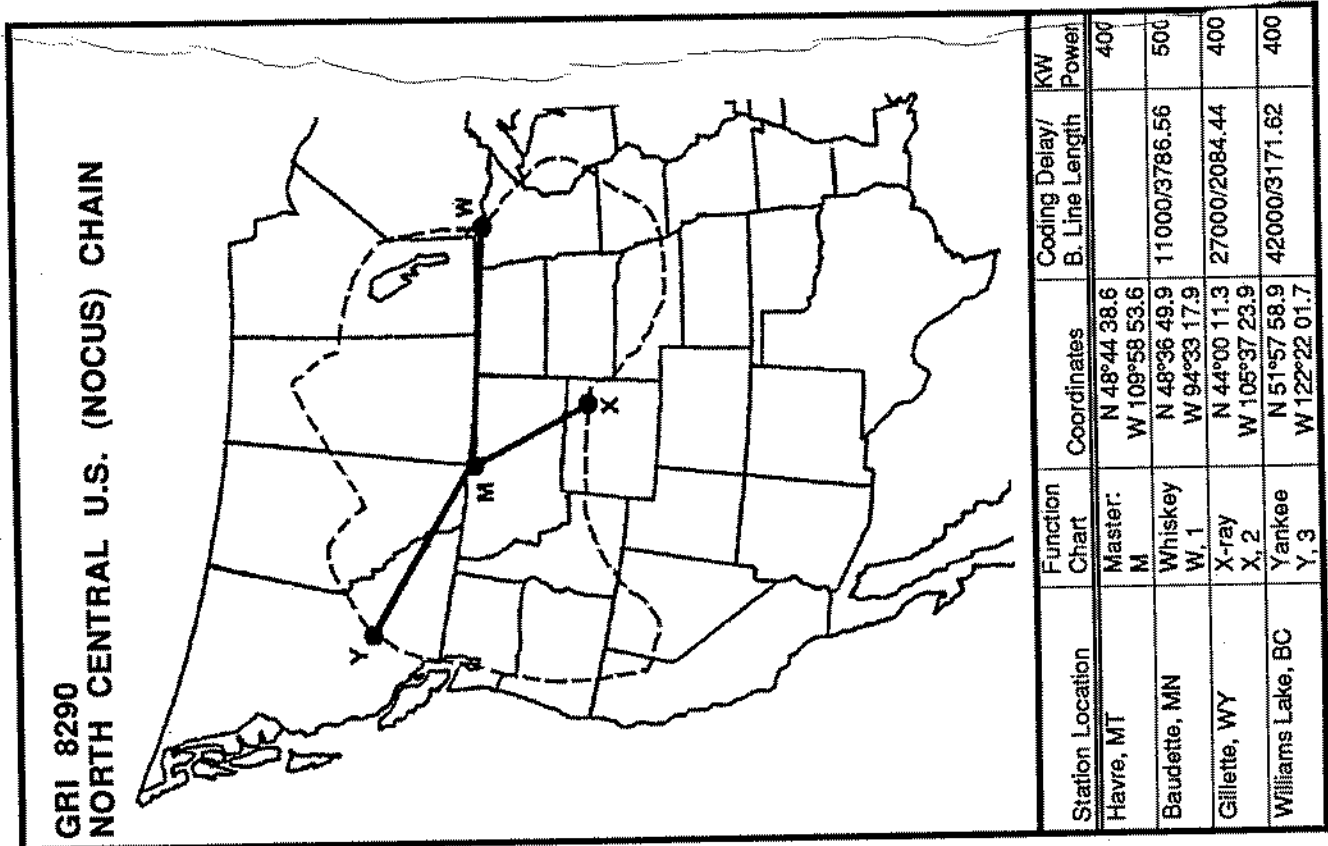 GRI 8290
NORTH CENTRAL U.S. (NOCUS) CHAIN
Y
M
W
X
Station Location Function Chart Coordinates Coding Delay/ B. Line Length KW Power
Havre, MT Master: M N 48°44 38.6 W 109°58 53.6 400
Baudette, MN Whiskey W, 1 N 48°36 49.9 W 94°33 17.9 11000/3786.56 500
Gillette, WY X-ray X, 2 N 44°00 11.3 W 105°37 23.9 27000/2084.44 400
Williams Lake, BC Yankee Y, 3 N 51°57 58.9 W 122°22 01.7 42000/3171.62 400